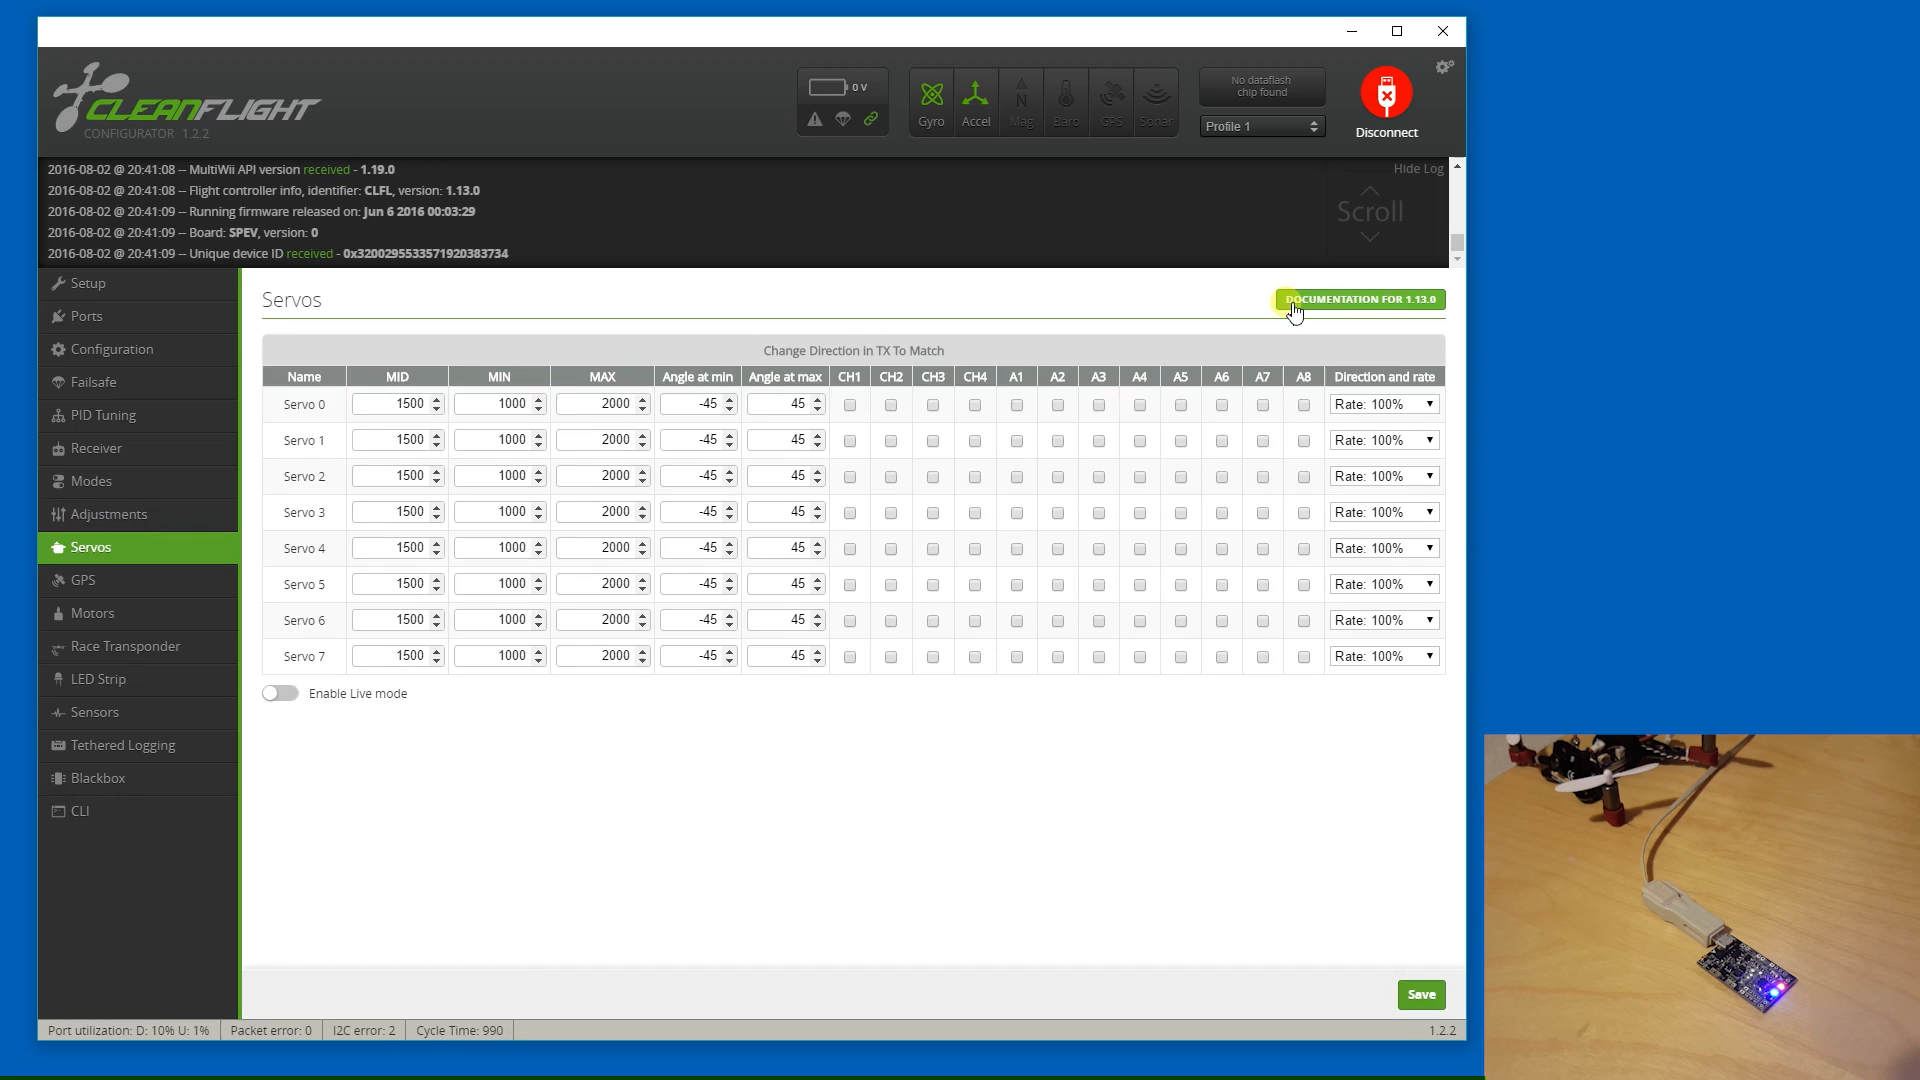 CLEANFLIGHT
CONFIGURATOR 1.2.2
0 V
Gyro
Accel
Mag
Baro
GPS
Sonar
No dataflash
chip found
Profile 1
Disconnect
2016-08-02 @ 20:41:08 -- MultiWii API version received - 1.19.0
2016-08-02 @ 20:41:08 -- Flight controller info, identifier: CLFL, version: 1.13.0
2016-08-02 @ 20:41:09 -- Running firmware released on: Jun 6 2016 00:03:29
2016-08-02 @ 20:41:09 -- Board: SPEV, version: 0
2016-08-02 @ 20:41:09 -- Unique device ID received - 0x3200295533571920383734
Hide Log
Scroll
Setup
Ports
Configuration
Failsafe
PID Tuning
Receiver
Modes
Adjustments
Servos
GPS
Motors
Race Transponder
LED Strip
Sensors
Tethered Logging
Blackbox
CLI
Servos
DOCUMENTATION FOR 1.13.0
Change Direction in TX To Match
Name MID MIN MAX Angle at min Angle at max CH1 CH2 CH3 CH4 A1 A2 A3 A4 A5 A6 A7 A8 Direction and rate
Servo 0 1500 1000 2000 -45 45 Rate: 100%
Servo 1 1500 1000 2000 -45 45 Rate: 100%
Servo 2 1500 1000 2000 -45 45 Rate: 100%
Servo 3 1500 1000 2000 -45 45 Rate: 100%
Servo 4 1500 1000 2000 -45 45 Rate: 100%
Servo 5 1500 1000 2000 -45 45 Rate: 100%
Servo 6 1500 1000 2000 -45 45 Rate: 100%
Servo 7 1500 1000 2000 -45 45 Rate: 100%
Enable Live mode
Save
Port utilization: D: 10% U: 1% Packet error: 0 I2C error: 2 Cycle Time: 990 1.2.2